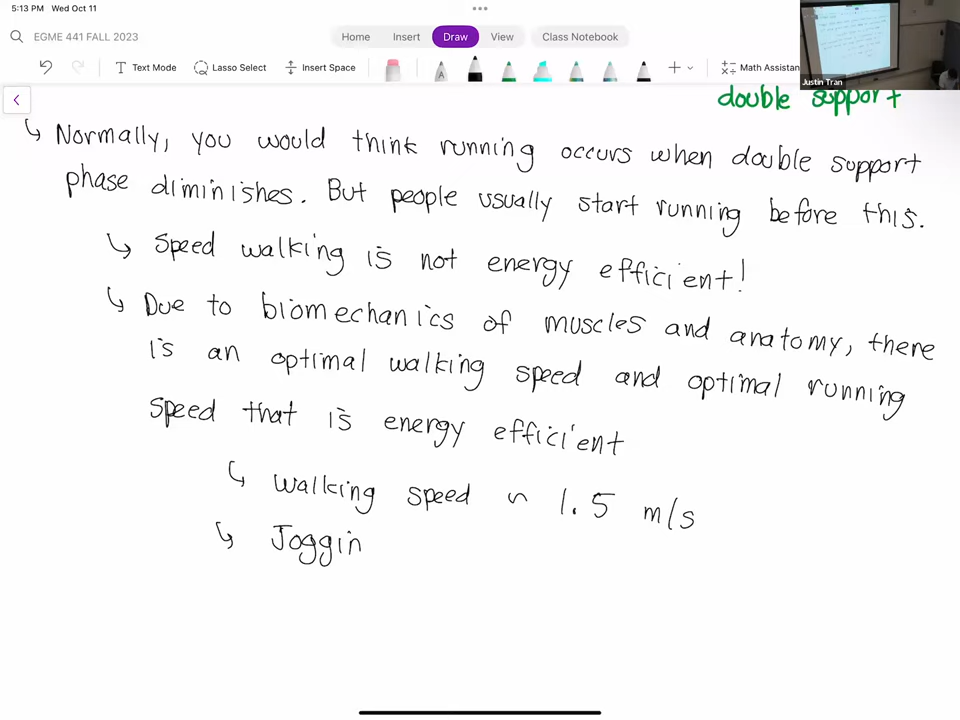 5:13 PM Wed Oct 11
EGME 441 FALL 2023
Home Insert Draw View Class Notebook
Text Mode Lasso Select Insert Space A Math Assistan
Justin Tran
double support
↳ Normally, you would think running occurs when double support
phase diminishes. But people usually start running before this.
↳ Speed walking is not energy efficient!
↳ Due to biomechanics of muscles and anatomy, there
is an optimal walking speed and optimal running
speed that is energy efficient
↳ Walking speed ~ 1.5 m/s
↳ Joggin